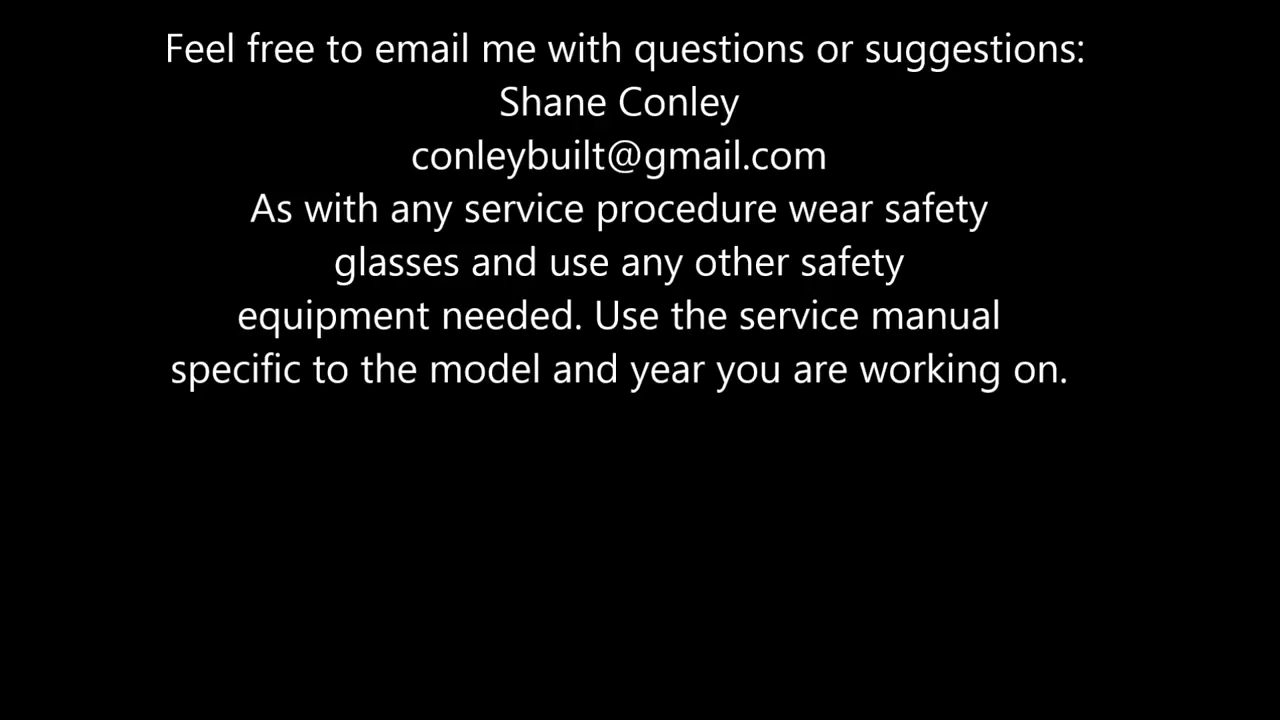 Feel free to email me with questions or suggestions:
Shane Conley
conleybuilt@gmail.com
As with any service procedure wear safety
glasses and use any other safety
equipment needed. Use the service manual
specific to the model and year you are working on.